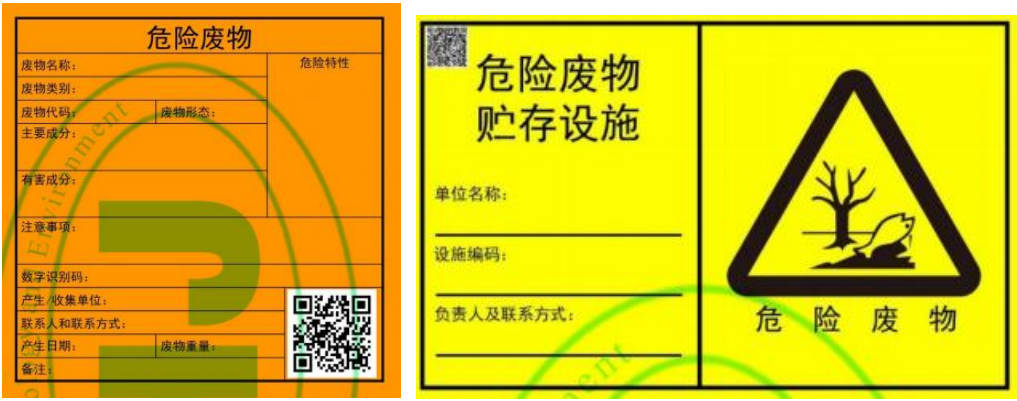 危险废物
废物名称：
危险特性
废物类别：
废物代码：
废物形态：
主要成分：
有害成分：
注意事项：
数字识别码：
产生/收集单位：
联系人和联系方式：
产生日期：
废物重量：
备注：
Environment
危险废物
贮存设施
单位名称：
设施编码：
负责人及联系方式：
危险废物
ment